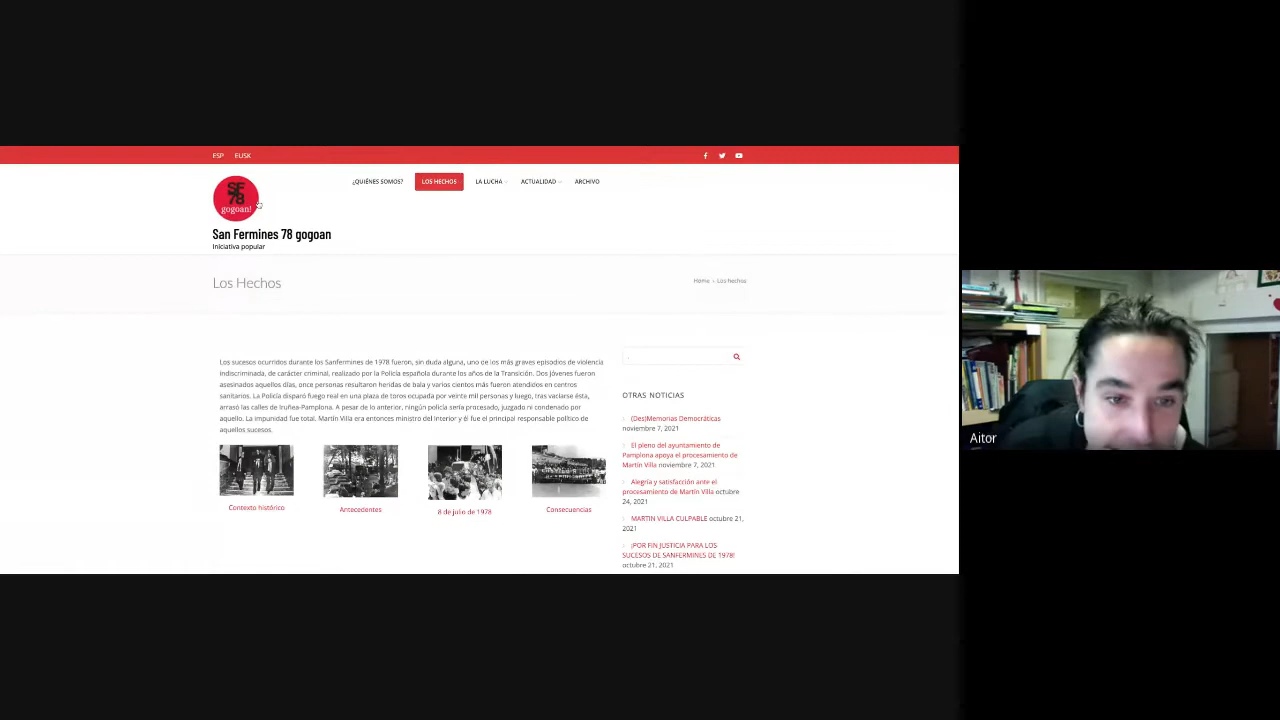 ESP EUSK
SF
78
gogoan!
¿QUIÉNES SOMOS? LOS HECHOS LA LUCHA ACTUALIDAD ARCHIVO
San Fermines 78 gogoan
Iniciativa popular
Los Hechos
Home » Los hechos
Los sucesos ocurridos durante los Sanfermines de 1978 fueron, sin duda alguna, uno de los más graves episodios de violencia
indiscriminada, de carácter criminal, realizado por la Policía española durante los años de la Transición. Dos jóvenes fueron
asesinados aquellos días, once personas resultaron heridas de bala y varias cientos más fueron atendidos en centros
sanitarios. La Policía disparó fuego real en una plaza de toros ocupada por veinte mil personas y luego, tras vaciarse ésta,
arrasó las calles de Iruñea-Pamplona. A pesar de lo anterior, ningún policía sería procesado, juzgado ni condenado por
aquello. La impunidad fue total. Martín Villa era entonces ministro del Interior y él fue el principal responsable político de
aquellos sucesos.
Contexto histórico
Antecedentes
8 de julio de 1978
Consecuencias
OTRAS NOTICIAS
(Des)Memorias Democráticas
noviembre 7, 2021
El pleno del ayuntamiento de
Pamplona apoya el procesamiento de
Martín Villa noviembre 7, 2021
Alegría y satisfacción ante el
procesamiento de Martín Villa octubre
24, 2021
MARTIN VILLA CULPABLE octubre 21,
2021
¡POR FIN JUSTICIA PARA LOS
SUCESOS DE SANFERMINES DE 1978!
octubre 21, 2021
Aitor